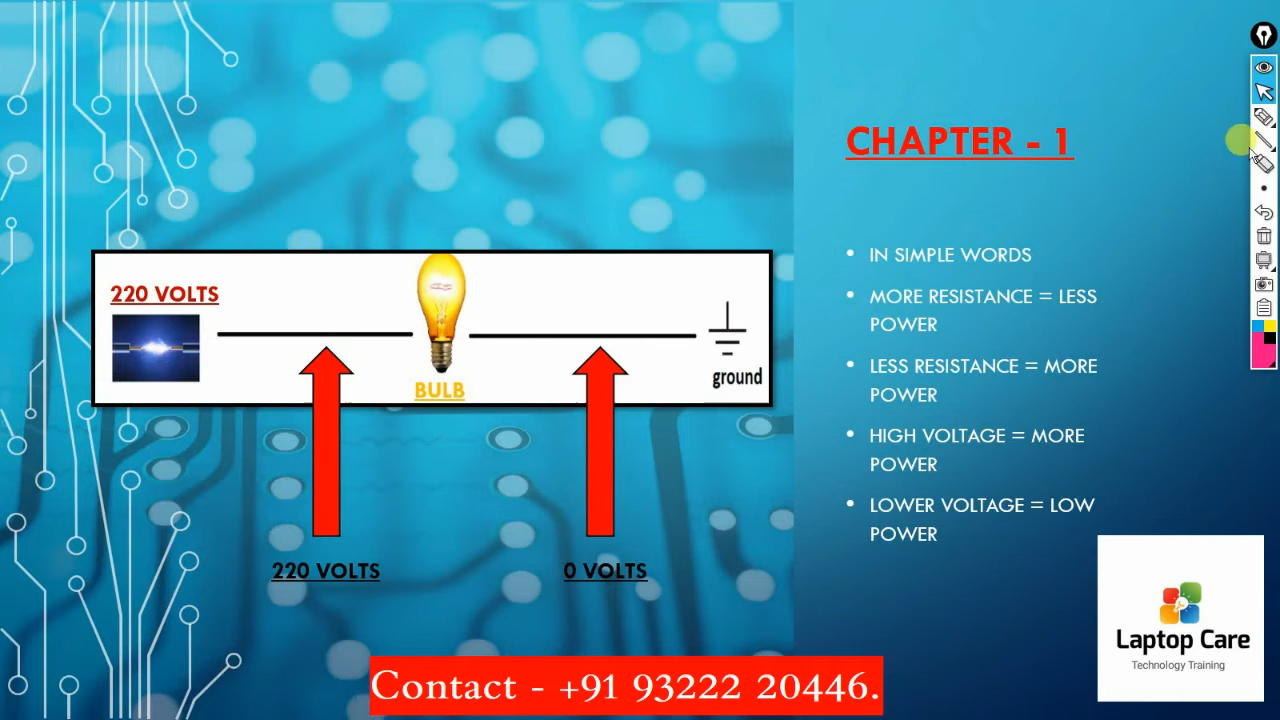 CHAPTER - 1
220 VOLTS
BULB
ground
220 VOLTS
0 VOLTS
• IN SIMPLE WORDS
• MORE RESISTANCE = LESS
POWER
• LESS RESISTANCE = MORE
POWER
• HIGH VOLTAGE = MORE
POWER
• LOWER VOLTAGE = LOW
POWER
Laptop Care
Technology Training
Contact - +91 93222 20446.